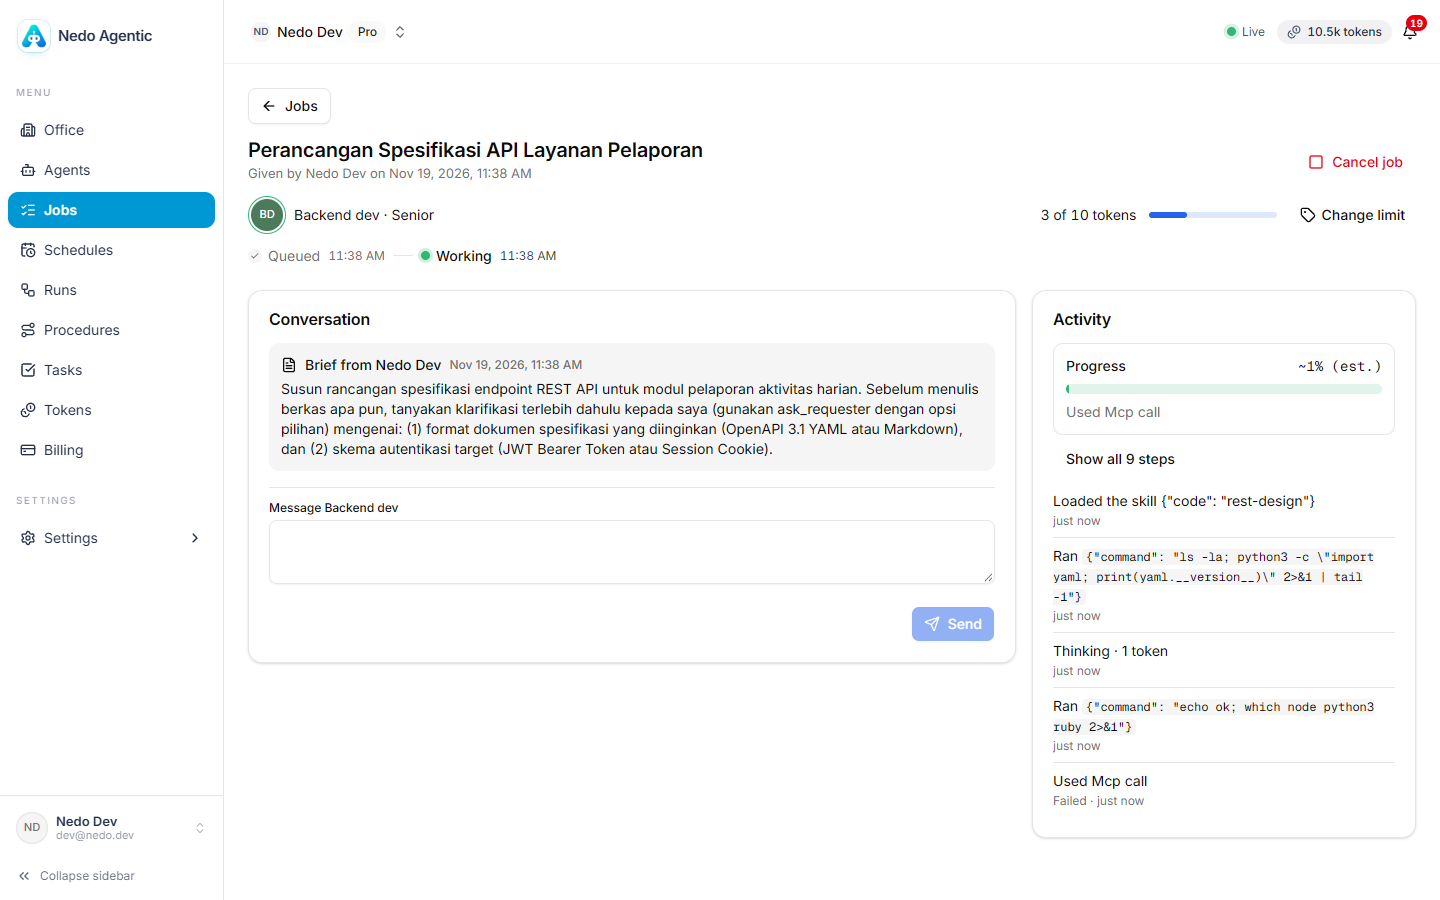 Nedo Agentic
MENU
Office
Agents
Jobs
Schedules
Runs
Procedures
Tasks
Tokens
Billing
SETTINGS
Settings
ND
Nedo Dev
dev@nedo.dev
Collapse sidebar
ND Nedo Dev Pro
Live
10.5k tokens
19
Jobs
Perancangan Spesifikasi API Layanan Pelaporan
Given by Nedo Dev on Nov 19, 2026, 11:38 AM
Cancel job
BD
Backend dev · Senior
3 of 10 tokens
Change limit
Queued 11:38 AM
Working 11:38 AM
Conversation
Brief from Nedo Dev Nov 19, 2026, 11:38 AM
Susun rancangan spesifikasi endpoint REST API untuk modul pelaporan aktivitas harian. Sebelum menulis
berkas apa pun, tanyakan klarifikasi terlebih dahulu kepada saya (gunakan ask_requester dengan opsi
pilihan) mengenai: (1) format dokumen spesifikasi yang diinginkan (OpenAPI 3.1 YAML atau Markdown),
dan (2) skema autentikasi target (JWT Bearer Token atau Session Cookie).
Message Backend dev
Send
Activity
Progress
~1% (est.)
Used Mcp call
Show all 9 steps
Loaded the skill {"code": "rest-design"}
just now
Ran {"command": "ls -la; python3 -c \"import
yaml; print(yaml.__version__)\" 2>&1 | tail
-1"}
just now
Thinking · 1 token
just now
Ran {"command": "echo ok; which node python3
ruby 2>&1"}
just now
Used Mcp call
Failed · just now